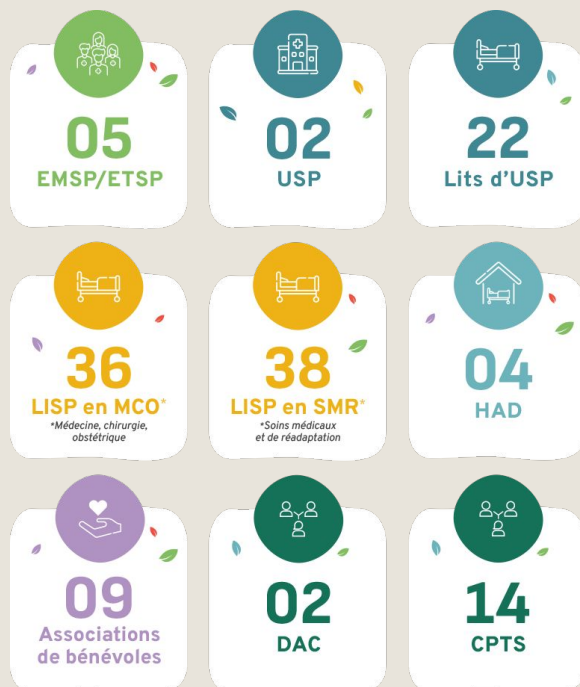 05
EMSP/ETSP
02
USP
22
Lits d'USP
36
LISP en MCO*
*Médecine, chirurgie,
obstétrique
38
LISP en SMR*
*Soins médicaux
et de réadaptation
04
HAD
09
Associations
de bénévoles
02
DAC
14
CPTS